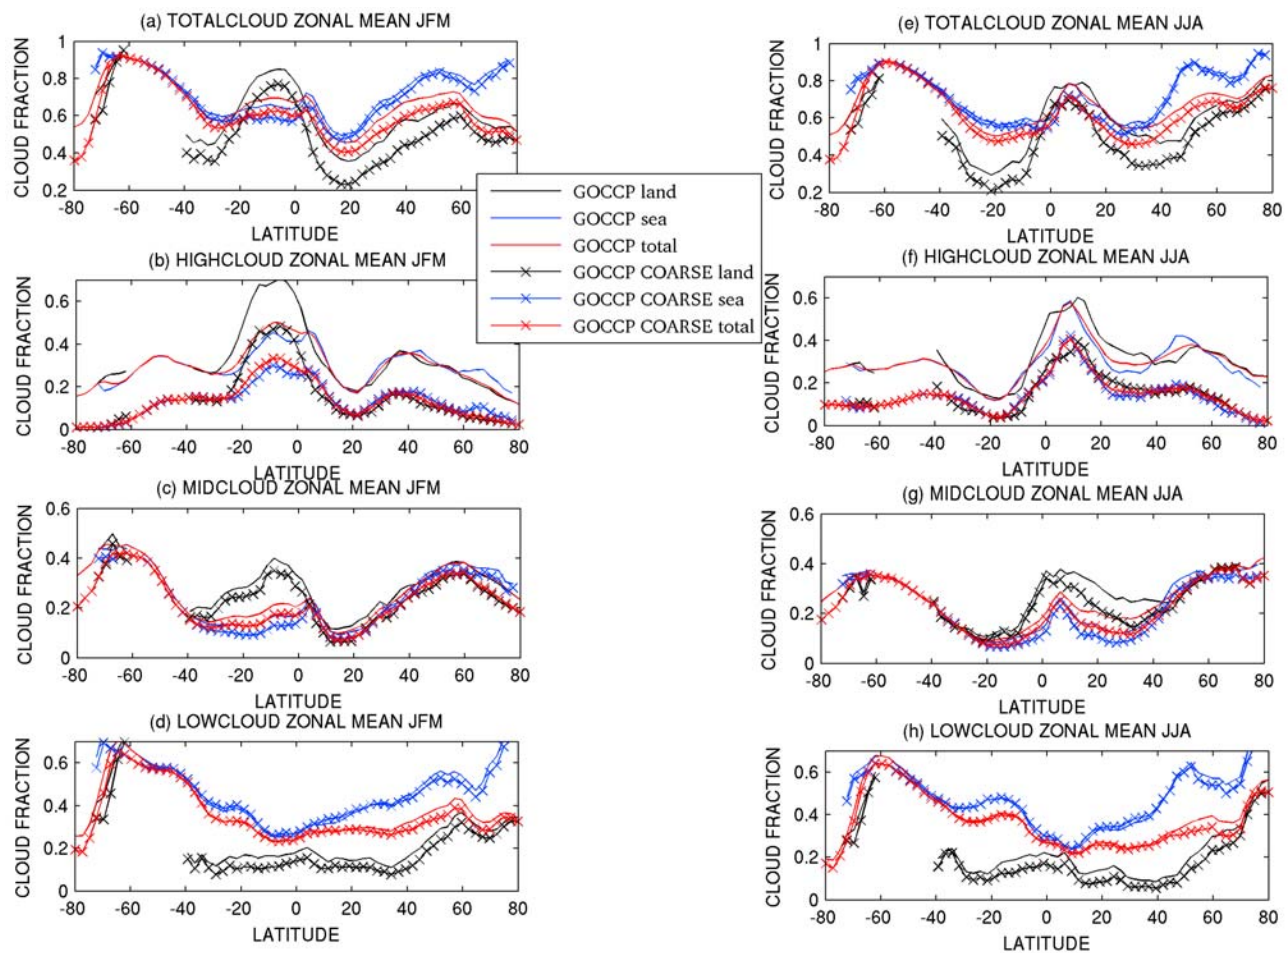 (a) TOTALCLOUD ZONAL MEAN JFM
CLOUD FRACTION
1
0.8
0.6
0.4
0.2
-80 -60 -40 -20 0 20 40 60
LATITUDE
(e) TOTALCLOUD ZONAL MEAN JJA
CLOUD FRACTION
1
0.8
0.6
0.4
0.2
-80 -60 -40 -20 0 20 40 60 80
LATITUDE
GOCCP land
GOCCP sea
GOCCP total
GOCCP COARSE land
GOCCP COARSE sea
GOCCP COARSE total
(b) HIGHCLOUD ZONAL MEAN JFM
CLOUD FRACTION
0.6
0.4
0.2
0
-80 -60 -40 -20 0 20 40 60 80
LATITUDE
(f) HIGHCLOUD ZONAL MEAN JJA
CLOUD FRACTION
0.6
0.4
0.2
0
-80 -60 -40 -20 0 20 40 60 80
LATITUDE
(c) MIDCLOUD ZONAL MEAN JFM
CLOUD FRACTION
0.6
0.4
0.2
0
-80 -60 -40 -20 0 20 40 60 80
LATITUDE
(g) MIDCLOUD ZONAL MEAN JJA
CLOUD FRACTION
0.6
0.4
0.2
0
-80 -60 -40 -20 0 20 40 60 80
LATITUDE
(d) LOWCLOUD ZONAL MEAN JFM
CLOUD FRACTION
0.6
0.4
0.2
0
-80 -60 -40 -20 0 20 40 60 80
LATITUDE
(h) LOWCLOUD ZONAL MEAN JJA
CLOUD FRACTION
0.6
0.4
0.2
0
-80 -60 -40 -20 0 20 40 60 80
LATITUDE